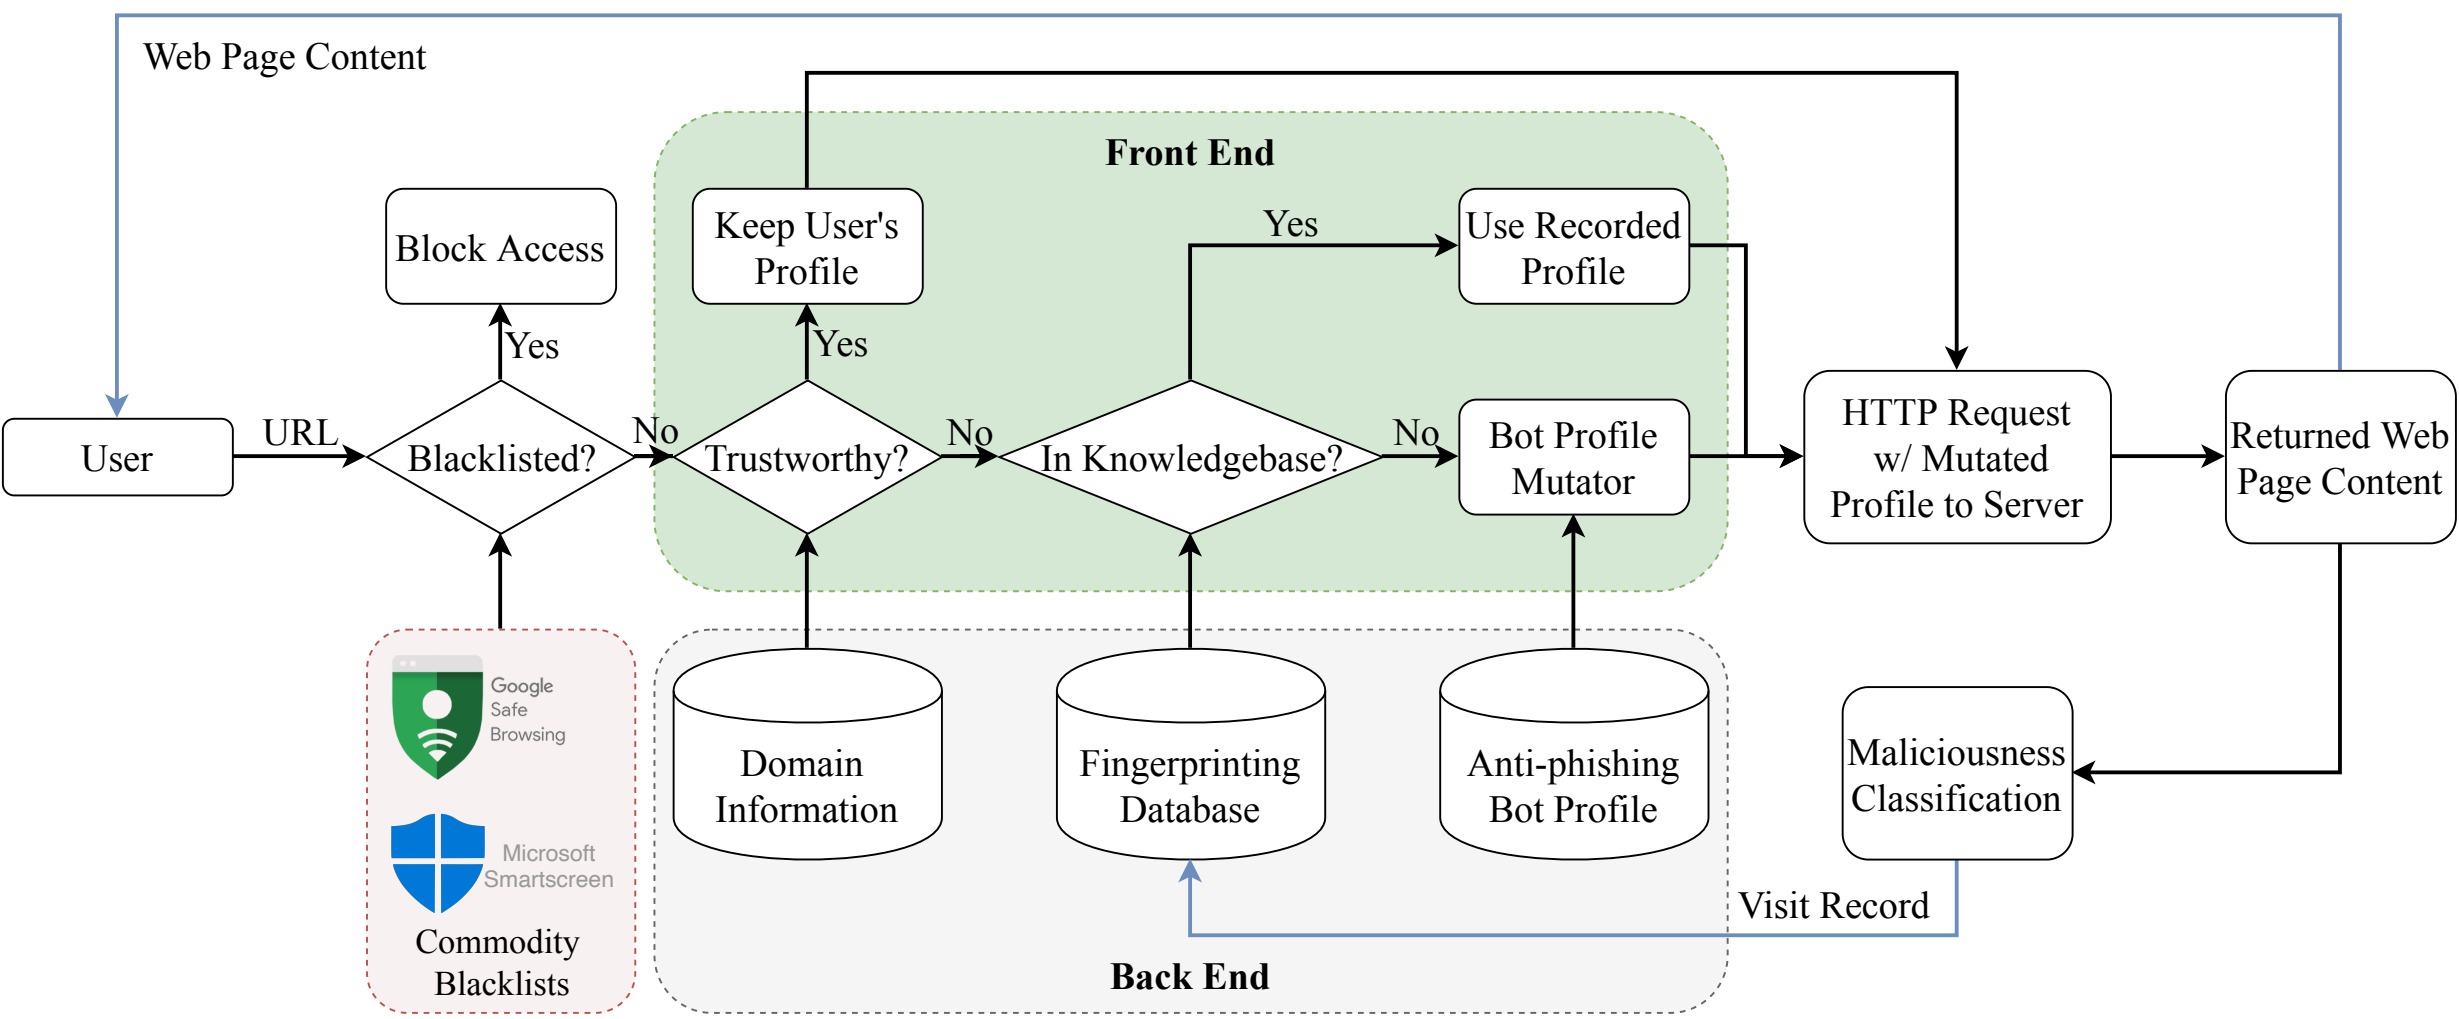 Web Page Content
Front End
Block Access
Keep User's
Profile
Yes
Use Recorded
Profile
Yes
Yes
User
URL
Blacklisted?
No
Trustworthy?
No
In Knowledgebase?
No
Bot Profile
Mutator
HTTP Request
w/ Mutated
Profile to Server
Returned Web
Page Content
Google
Safe
Browsing
Microsoft
Smartscreen
Commodity
Blacklists
Domain
Information
Fingerprinting
Database
Anti-phishing
Bot Profile
Maliciousness
Classification
Visit Record
Back End